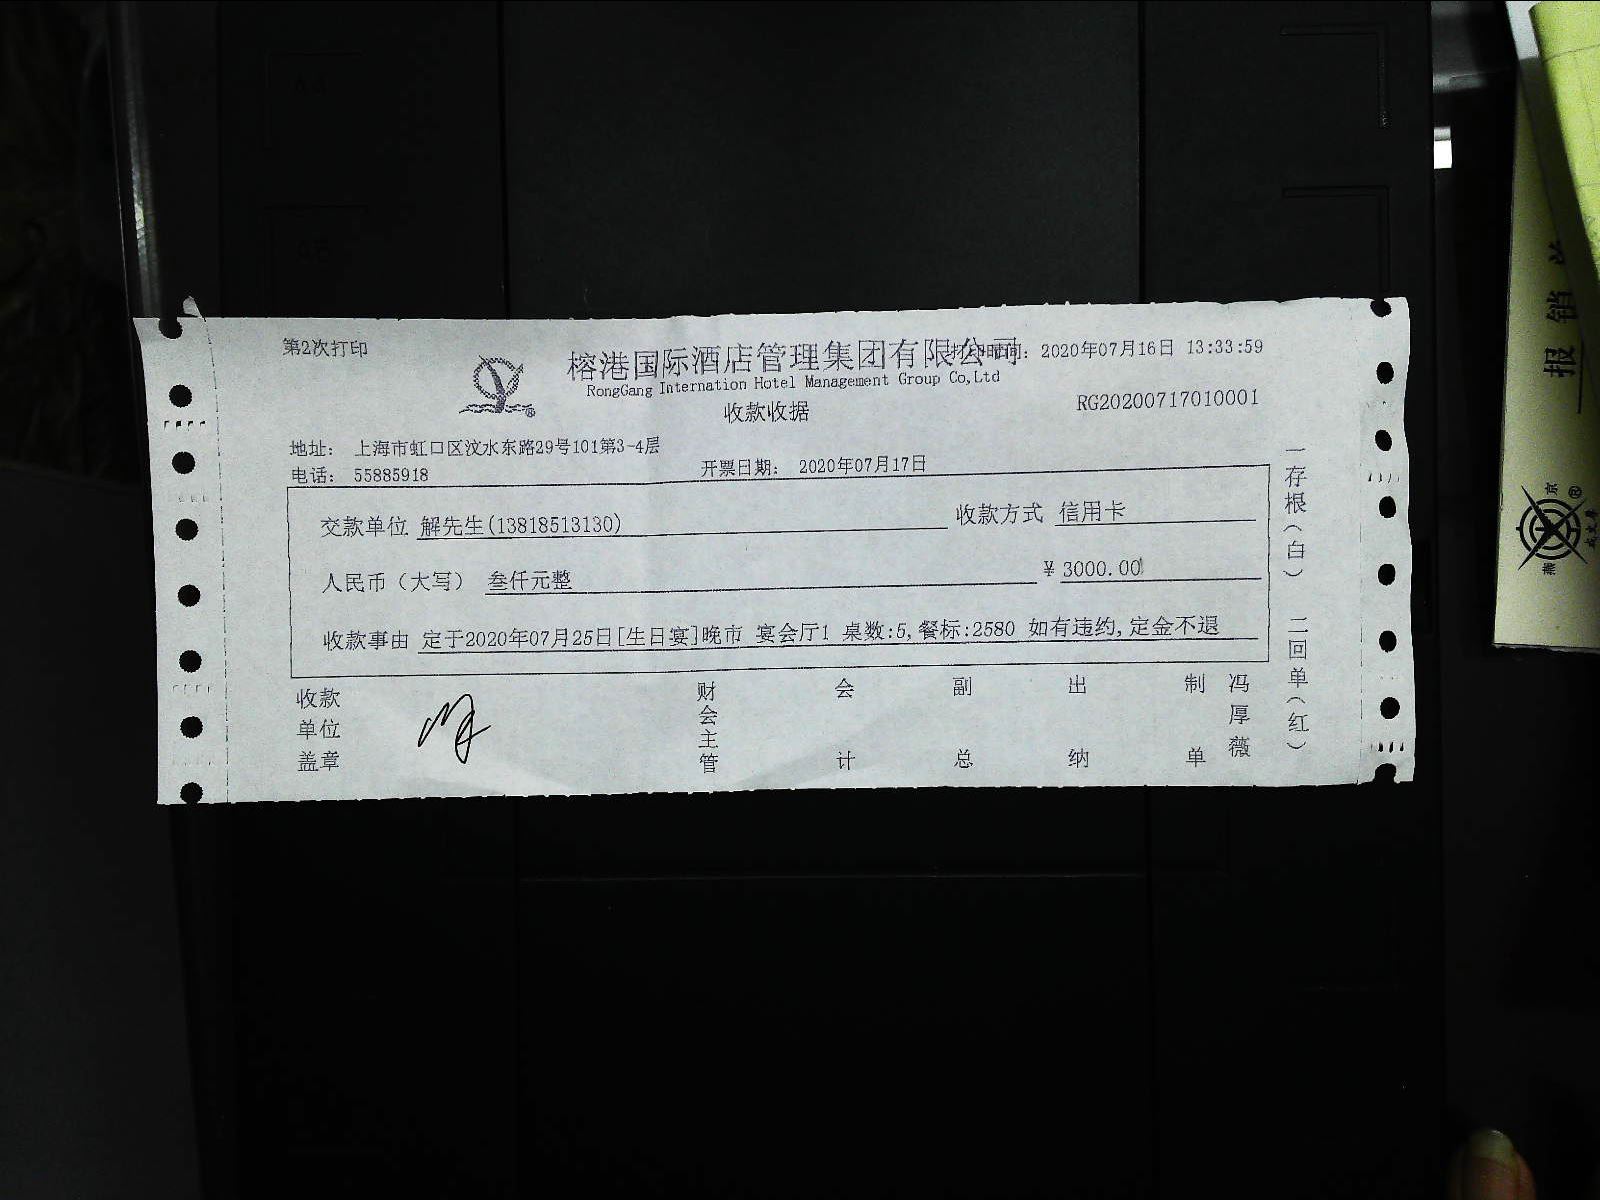 第2次打印
榕港国际酒店管理集团有限公司
打印时间: 2020年07月16日 13:33:59
RongGang Internation Hotel Management Group Co,Ltd
收款收据
RG20200717010001
地址: 上海市虹口区汶水东路29号101第3-4层
电话: 55885918
开票日期: 2020年07月17日
交款单位 解先生(13818513130) 收款方式 信用卡
人民币（大写） 叁仟元整 ¥ 3000.00
收款事由 定于2020年07月25日[生日宴]晚市 宴会厅1 桌数:5,餐标:2580 如有违约,定金不退
收款单位盖章
财会主管
会计
副总
出纳
制单
冯厚薇
一存根（白）
二回单（红）
报销